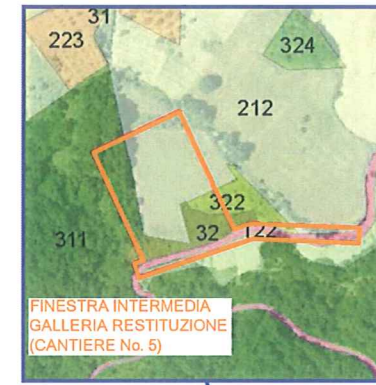 31
223
324
212
322
311
32
122
FINESTRA INTERMEDIA
GALLERIA RESTITUZIONE
(CANTIERE No. 5)